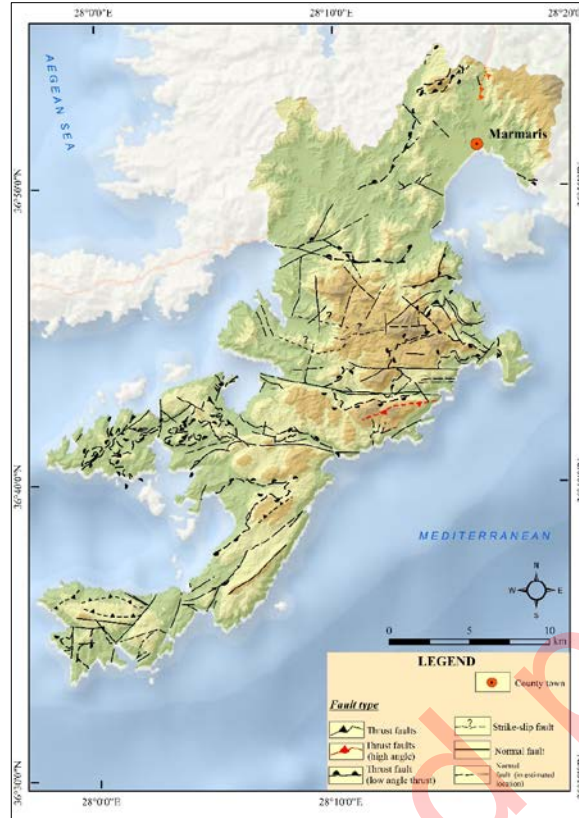 28°0'0"E
28°10'0"E
28°20'0"
AEGEAN SEA
Marmaris
36°50'0"N
?
?
?
36°40'0"N
MEDITERRANEAN
N
W
E
S
0
5
10
km
LEGEND
County town
Fault type
Thrust faults
Thrust faults
(high angle)
Thrust fault
(low angle thrust)
?
Strike-slip fault
Normal fault
Normal
fault (in estimated
location)
36°30'0"N
28°0'0"E
28°10'0"E